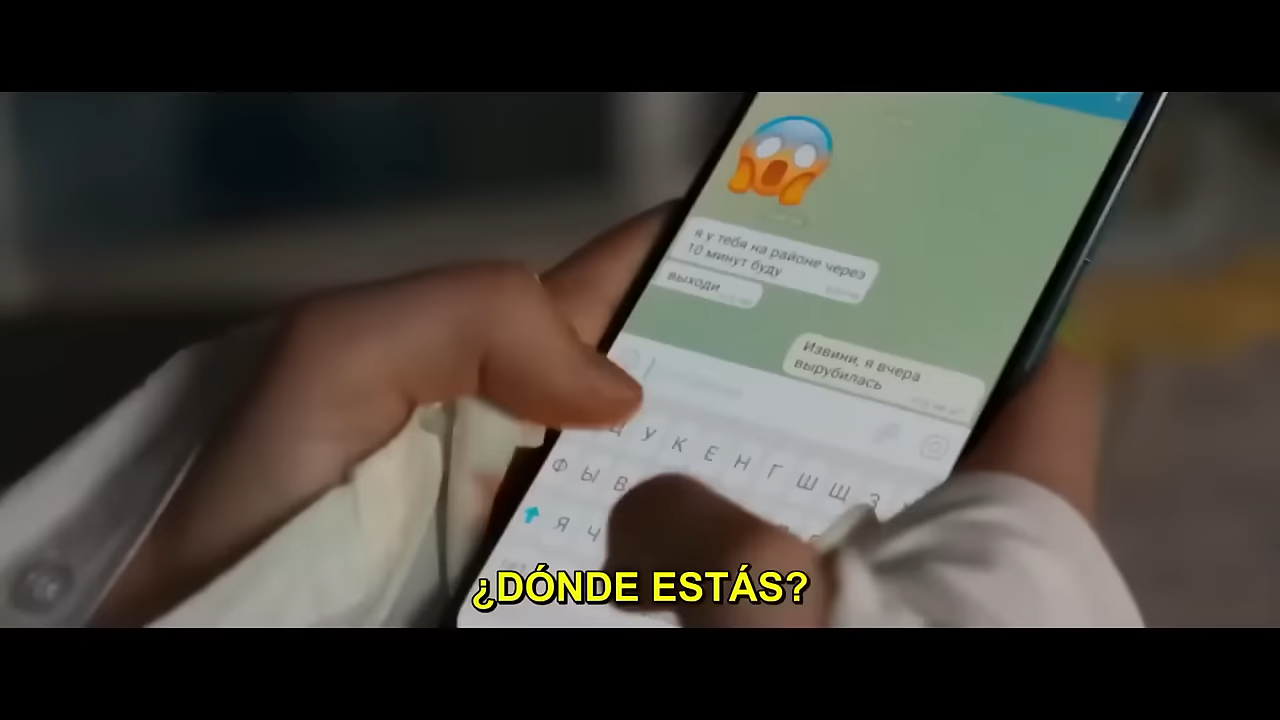 я у тебя на районе через
10 минут буду
выходи
Извини, я вчера
вырубилась
У К Е Н Г Ш Щ З
Ф Ы В
Я Ч
¿DÓNDE ESTÁS?